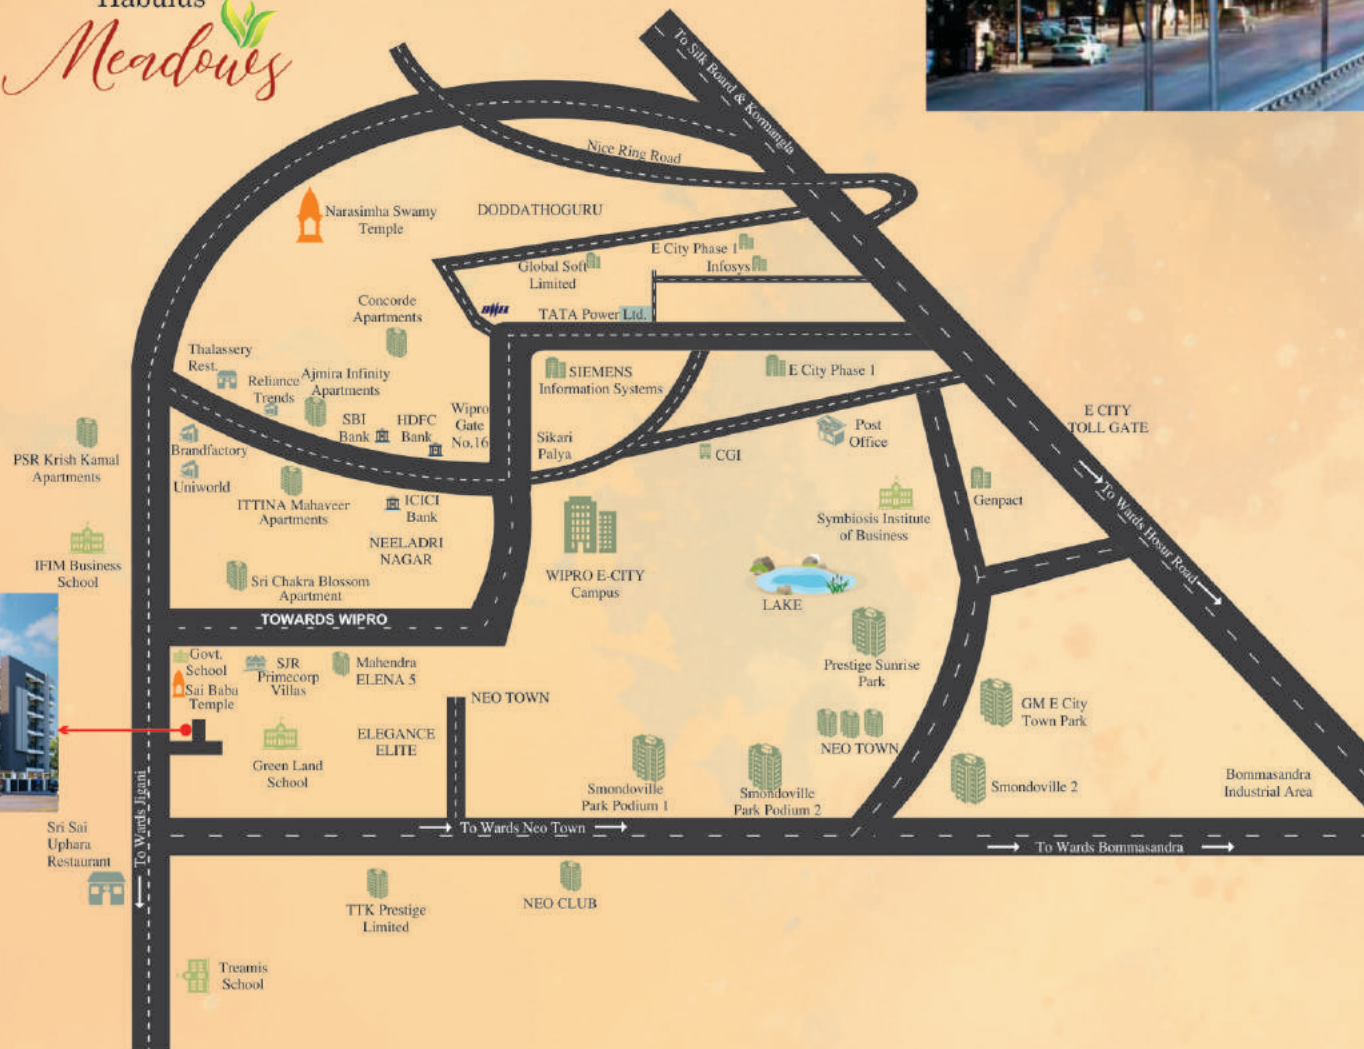 Habulus
Meadows
To Silk Board & Kormangla
Nice Ring Road
Narasimha Swamy
Temple
DODDATHOGURU
E City Phase 1
Infosys
Global Soft
Limited
Concorde
Apartments
TATA Power Ltd.
Thalassery
Rest.
Reliance
Trends
Ajmira Infinity
Apartments
SIEMENS
Information Systems
E City Phase 1
SBI
Bank
HDFC
Bank
Wipro
Gate
No.16
E CITY
TOLL GATE
Sikari
Palya
Post
Office
CGI
PSR Krish Kamal
Apartments
Brandfactory
Uniworld
ITTINA Mahaveer
Apartments
ICICI
Bank
Genpact
To Wards Hosur Road
Symbiosis Institute
of Business
NEELADRI
NAGAR
IFIM Business
School
Sri Chakra Blossom
Apartment
WIPRO E-CITY
Campus
LAKE
TOWARDS WIPRO
Govt.
School
SJR
Primecorp
Villas
Mahendra
ELENA 5
Prestige Sunrise
Park
Sai Baba
Temple
NEO TOWN
GM E City
Town Park
ELEGANCE
ELITE
NEO TOWN
Green Land
School
Smondoville
Park Podium 1
Smondoville
Park Podium 2
Smondoville 2
Bommasandra
Industrial Area
To Wards Jigani
To Wards Neo Town
To Wards Bommasandra
Sri Sai
Uphara
Restaurant
TTK Prestige
Limited
NEO CLUB
Treamis
School